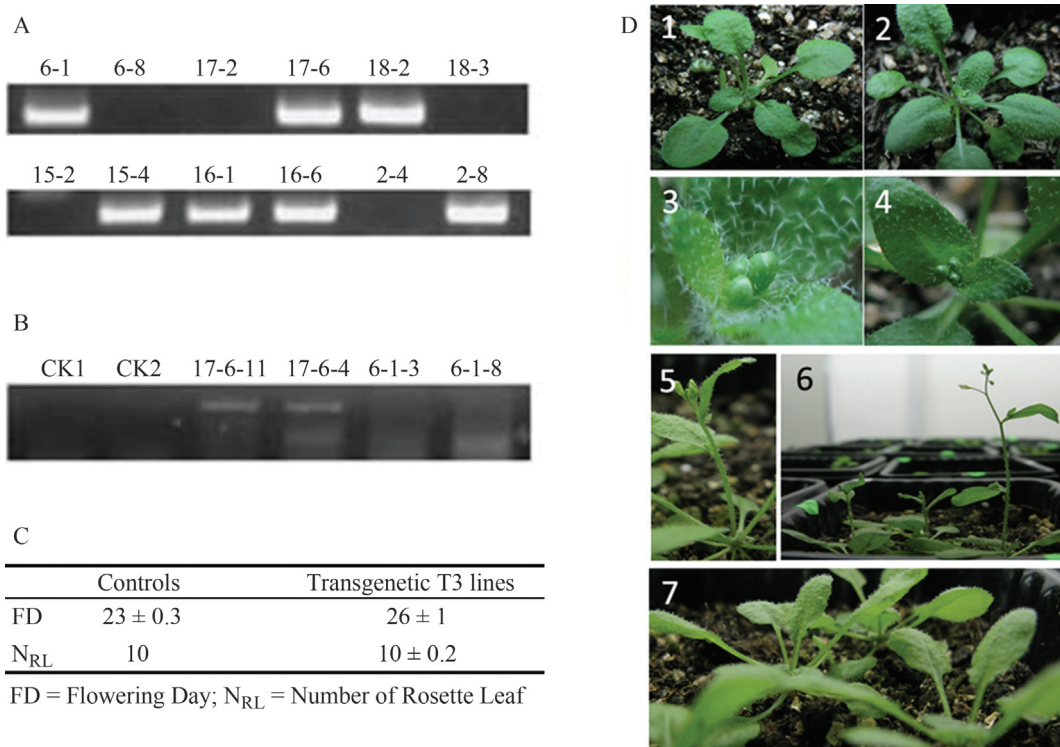 A
6-1 6-8 17-2 17-6 18-2 18-3
15-2 15-4 16-1 16-6 2-4 2-8
B
CK1 CK2 17-6-11 17-6-4 6-1-3 6-1-8
C
Controls Transgenetic T3 lines
FD 23 ± 0.3 26 ± 1
NRL 10 10 ± 0.2
FD = Flowering Day; NRL = Number of Rosette Leaf
D
1 2
3 4
5 6
7